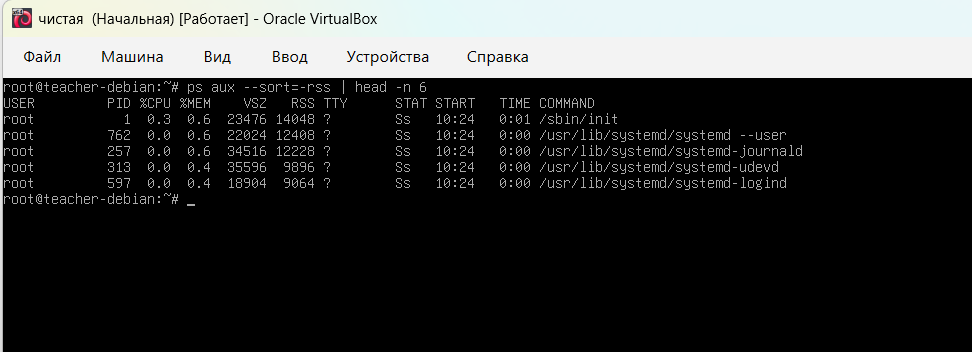 чистая (Начальная) [Работает] - Oracle VirtualBox
Файл Машина Вид Ввод Устройства Справка
root@teacher-debian:~# ps aux --sort=-rss | head -n 6
USER         PID %CPU %MEM    VSZ   RSS TTY      STAT START   TIME COMMAND
root           1  0.3  0.6  23476 14048 ?        Ss   10:24   0:01 /sbin/init
root         762  0.0  0.6  22024 12408 ?        Ss   10:24   0:00 /usr/lib/systemd/systemd --user
root         257  0.0  0.6  34516 12228 ?        Ss   10:24   0:00 /usr/lib/systemd/systemd-journald
root         313  0.0  0.4  35596  9896 ?        Ss   10:24   0:00 /usr/lib/systemd/systemd-udevd
root         597  0.0  0.4  18904  9064 ?        Ss   10:24   0:00 /usr/lib/systemd/systemd-logind
root@teacher-debian:~# _